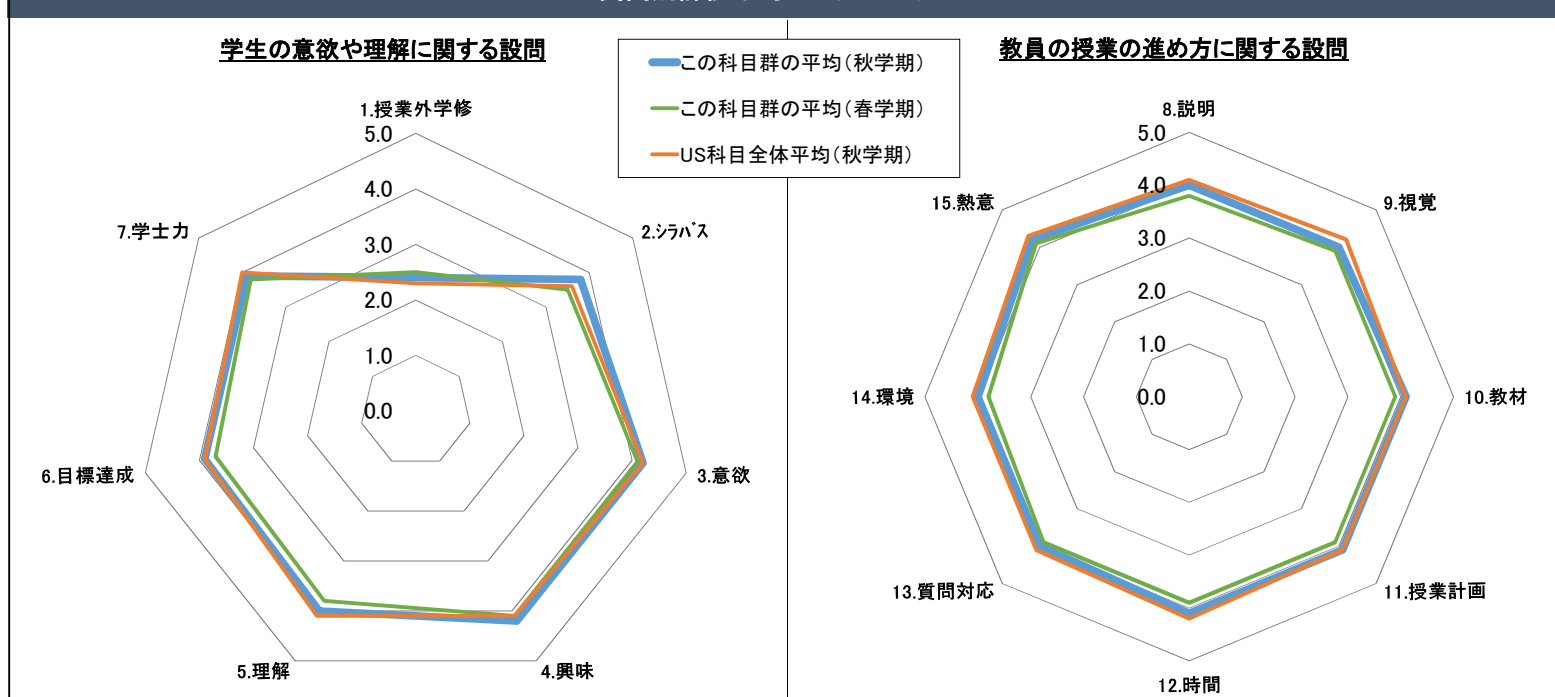 学生の意欲や理解に関する設問
この科目群の平均（秋学期）
この科目群の平均（春学期）
US科目全体平均（秋学期）
教員の授業の進め方に関する設問
1.授業外学修
5.0
4.0
3.0
2.0
1.0
0.0
2.ｼﾗﾊﾞｽ
3.意欲
4.興味
5.理解
6.目標達成
7.学士力
8.説明
5.0
4.0
3.0
2.0
1.0
0.0
9.視覚
10.教材
11.授業計画
12.時間
13.質問対応
14.環境
15.熱意